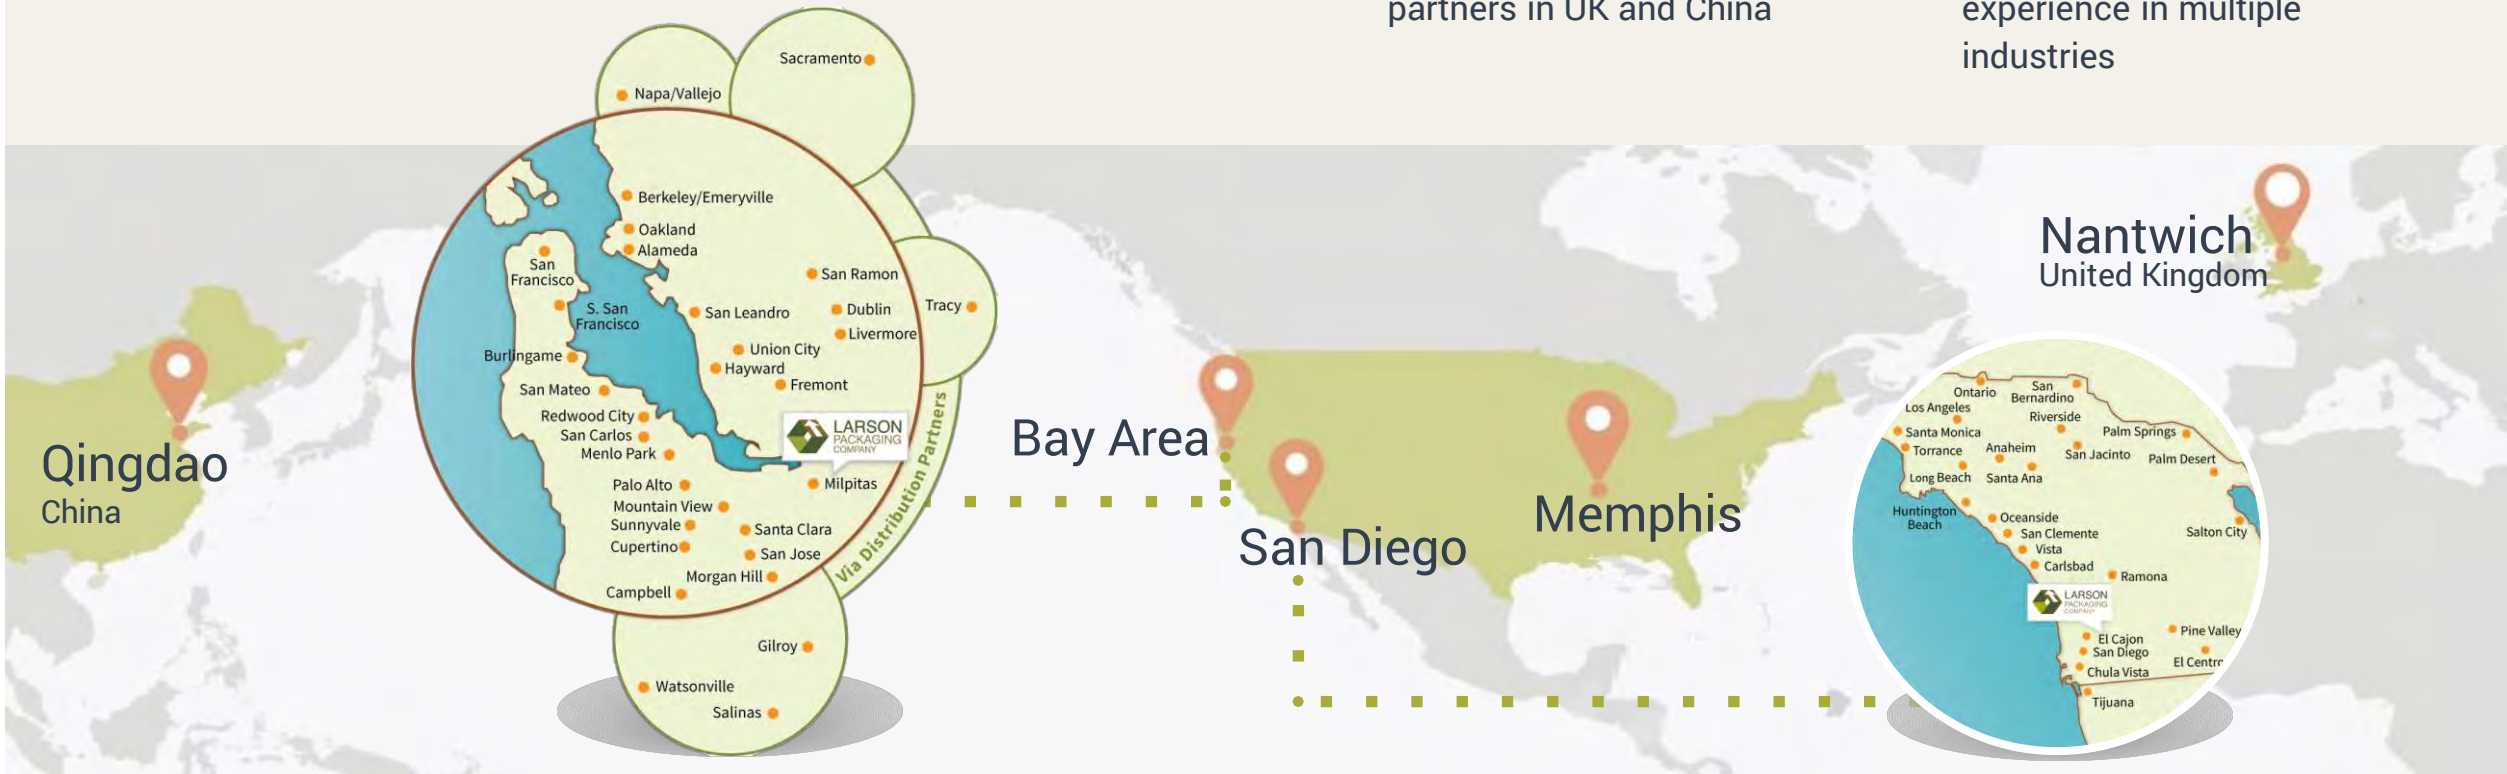 partners in UK and China
experience in multiple
industries
Sacramento
Napa/Vallejo
Berkeley/Emeryville
Oakland
Alameda
San
Francisco
San Ramon
S. San
Francisco
San Leandro
Dublin
Tracy
Livermore
Burlingame
Union City
Hayward
San Mateo
Fremont
Redwood City
San Carlos
Menlo Park
LARSON
PACKAGING
COMPANY
Palo Alto
Milpitas
Mountain View
Sunnyvale
Santa Clara
Cupertino
San Jose
Morgan Hill
Campbell
Via Distribution Partners
Gilroy
Watsonville
Salinas
Qingdao
China
Bay Area
San Diego
Memphis
Nantwich
United Kingdom
Ontario
San
Bernardino
Los Angeles
Riverside
Santa Monica
Palm Springs
Torrance
Anaheim
San Jacinto
Palm Desert
Long Beach
Santa Ana
Huntington
Beach
Oceanside
San Clemente
Salton City
Vista
Carlsbad
Ramona
LARSON
PACKAGING
COMPANY
El Cajon
Pine Valley
San Diego
El Centro
Chula Vista
Tijuana